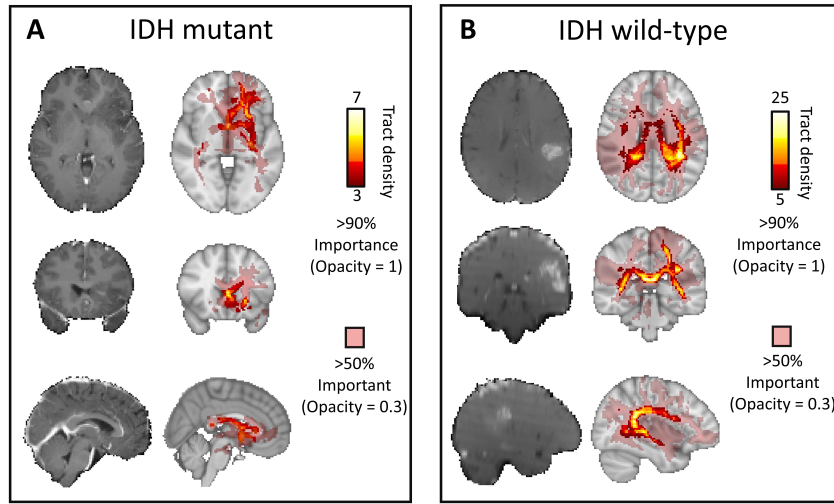 A
IDH mutant
7
Tract density
3
>90%
Importance
(Opacity = 1)
>50%
Important
(Opacity = 0.3)
B
IDH wild-type
25
Tract density
5
>90%
Importance
(Opacity = 1)
>50%
Important
(Opacity = 0.3)